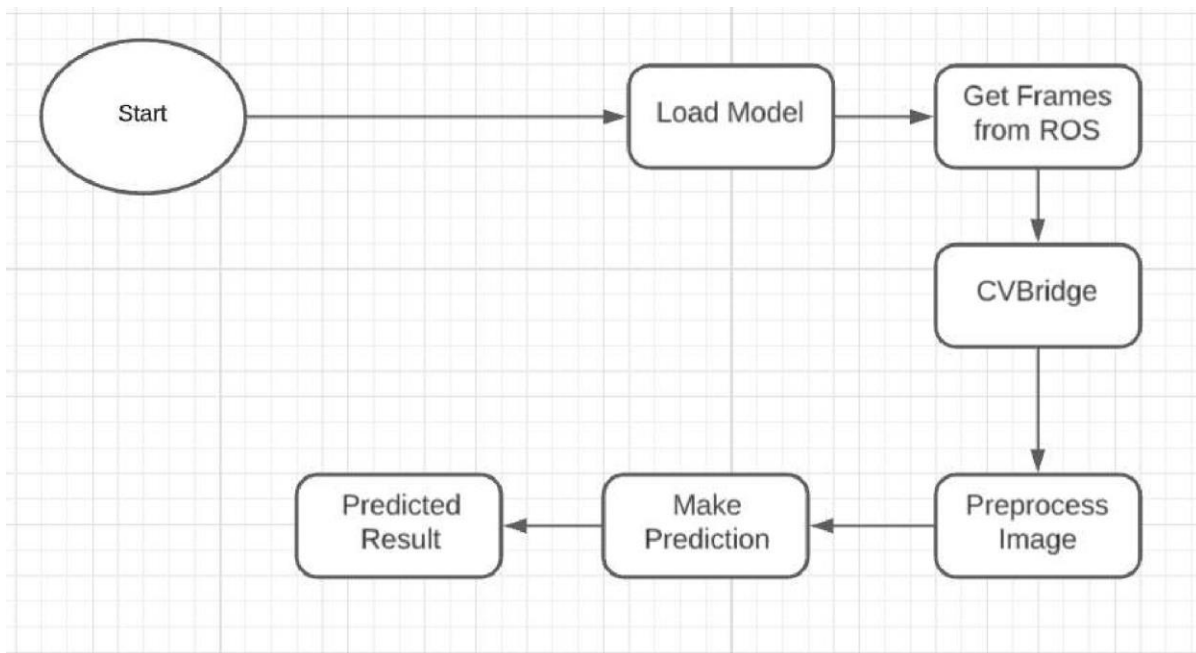 Start
Load Model
Get Frames
from ROS
CVBridge
Preprocess
Image
Make
Prediction
Predicted
Result